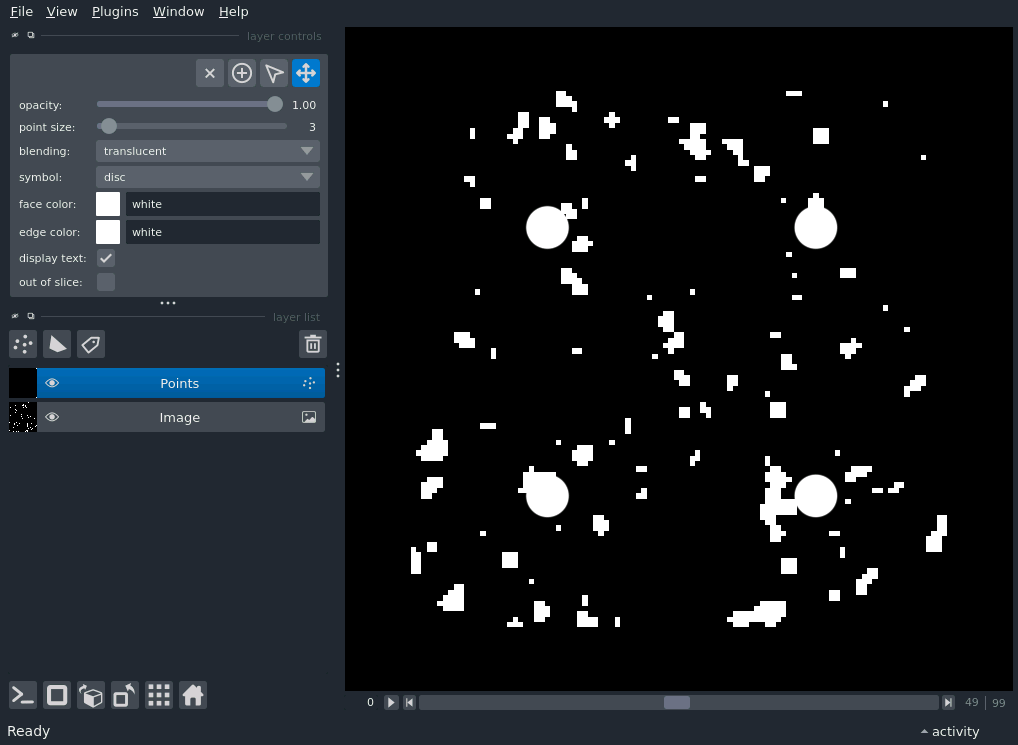 File View Plugins Window Help
layer controls
opacity: 1.00
point size: 3
blending: translucent
symbol: disc
face color: white
edge color: white
display text:
out of slice:
layer list
Points
Image
0 49 | 99
Ready activity